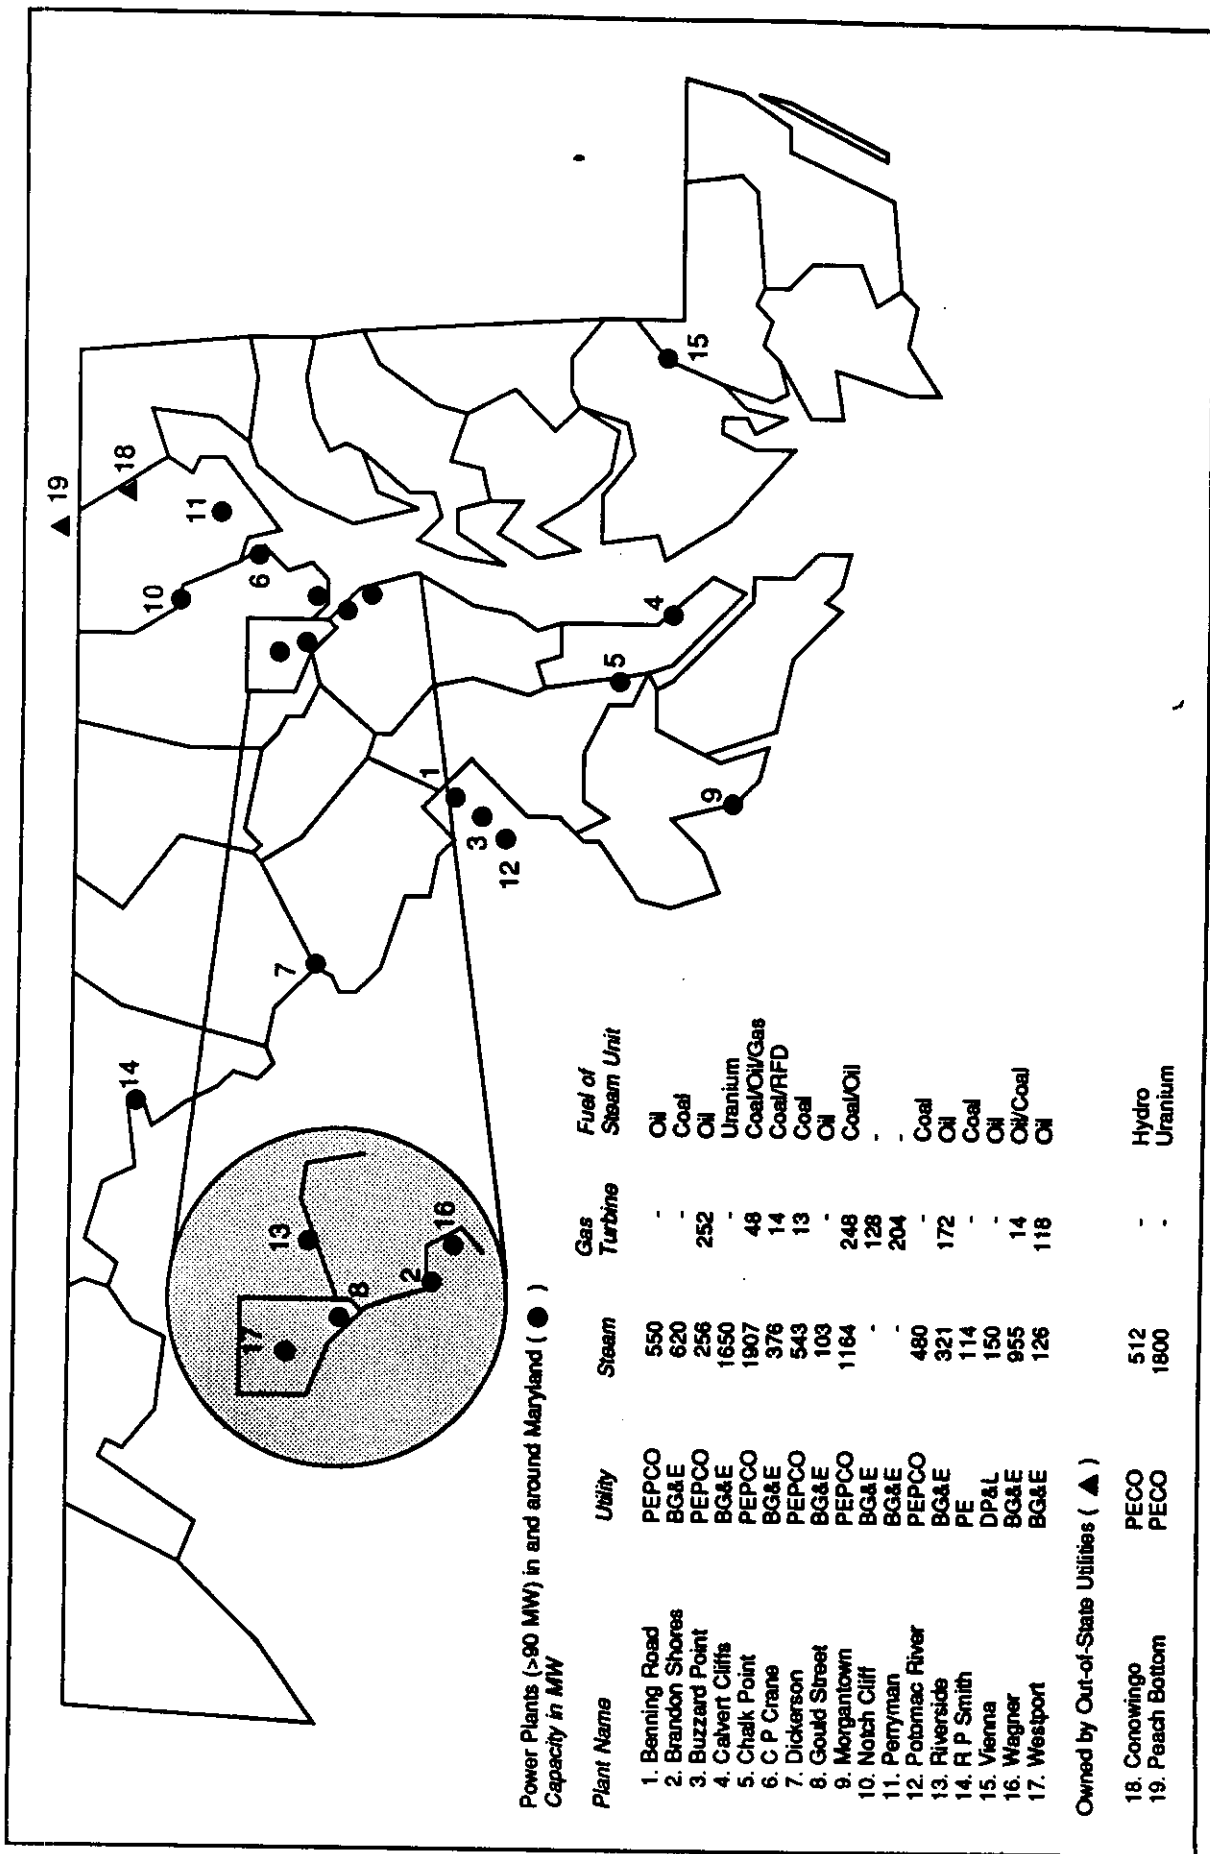 19
18
14
10
11
6
7
13
17
8
2
16
1
3
12
15
5
4
9
Power Plants (>90 MW) in and around Maryland ( ● )
Capacity in MW
Plant Name Utility Steam Gas Turbine Fuel of Steam Unit
1. Benning Road PEPCO 550 - Oil
2. Brandon Shores BG&E 620 - Coal
3. Buzzard Point PEPCO 256 252 Oil
4. Calvert Cliffs BG&E 1650 - Uranium
5. Chalk Point PEPCO 1907 48 Coal/Oil/Gas
6. C P Crane BG&E 376 14 Coal/RFD
7. Dickerson PEPCO 543 13 Coal
8. Gould Street BG&E 103 - Oil
9. Morgantown PEPCO 1164 248 Coal/Oil
10. Notch Cliff BG&E - 128 -
11. Perryman BG&E - 204 -
12. Potomac River PEPCO 480 - Coal
13. Riverside BG&E 321 172 Oil
14. R P Smith PE 114 - Coal
15. Vienna DP&L 150 - Oil
16. Wagner BG&E 955 14 Oil/Coal
17. Westport BG&E 126 118 Oil
Owned by Out-of-State Utilities ( ▲ )
18. Conowingo PECO 512 - Hydro
19. Peach Bottom PECO 1800 - Uranium